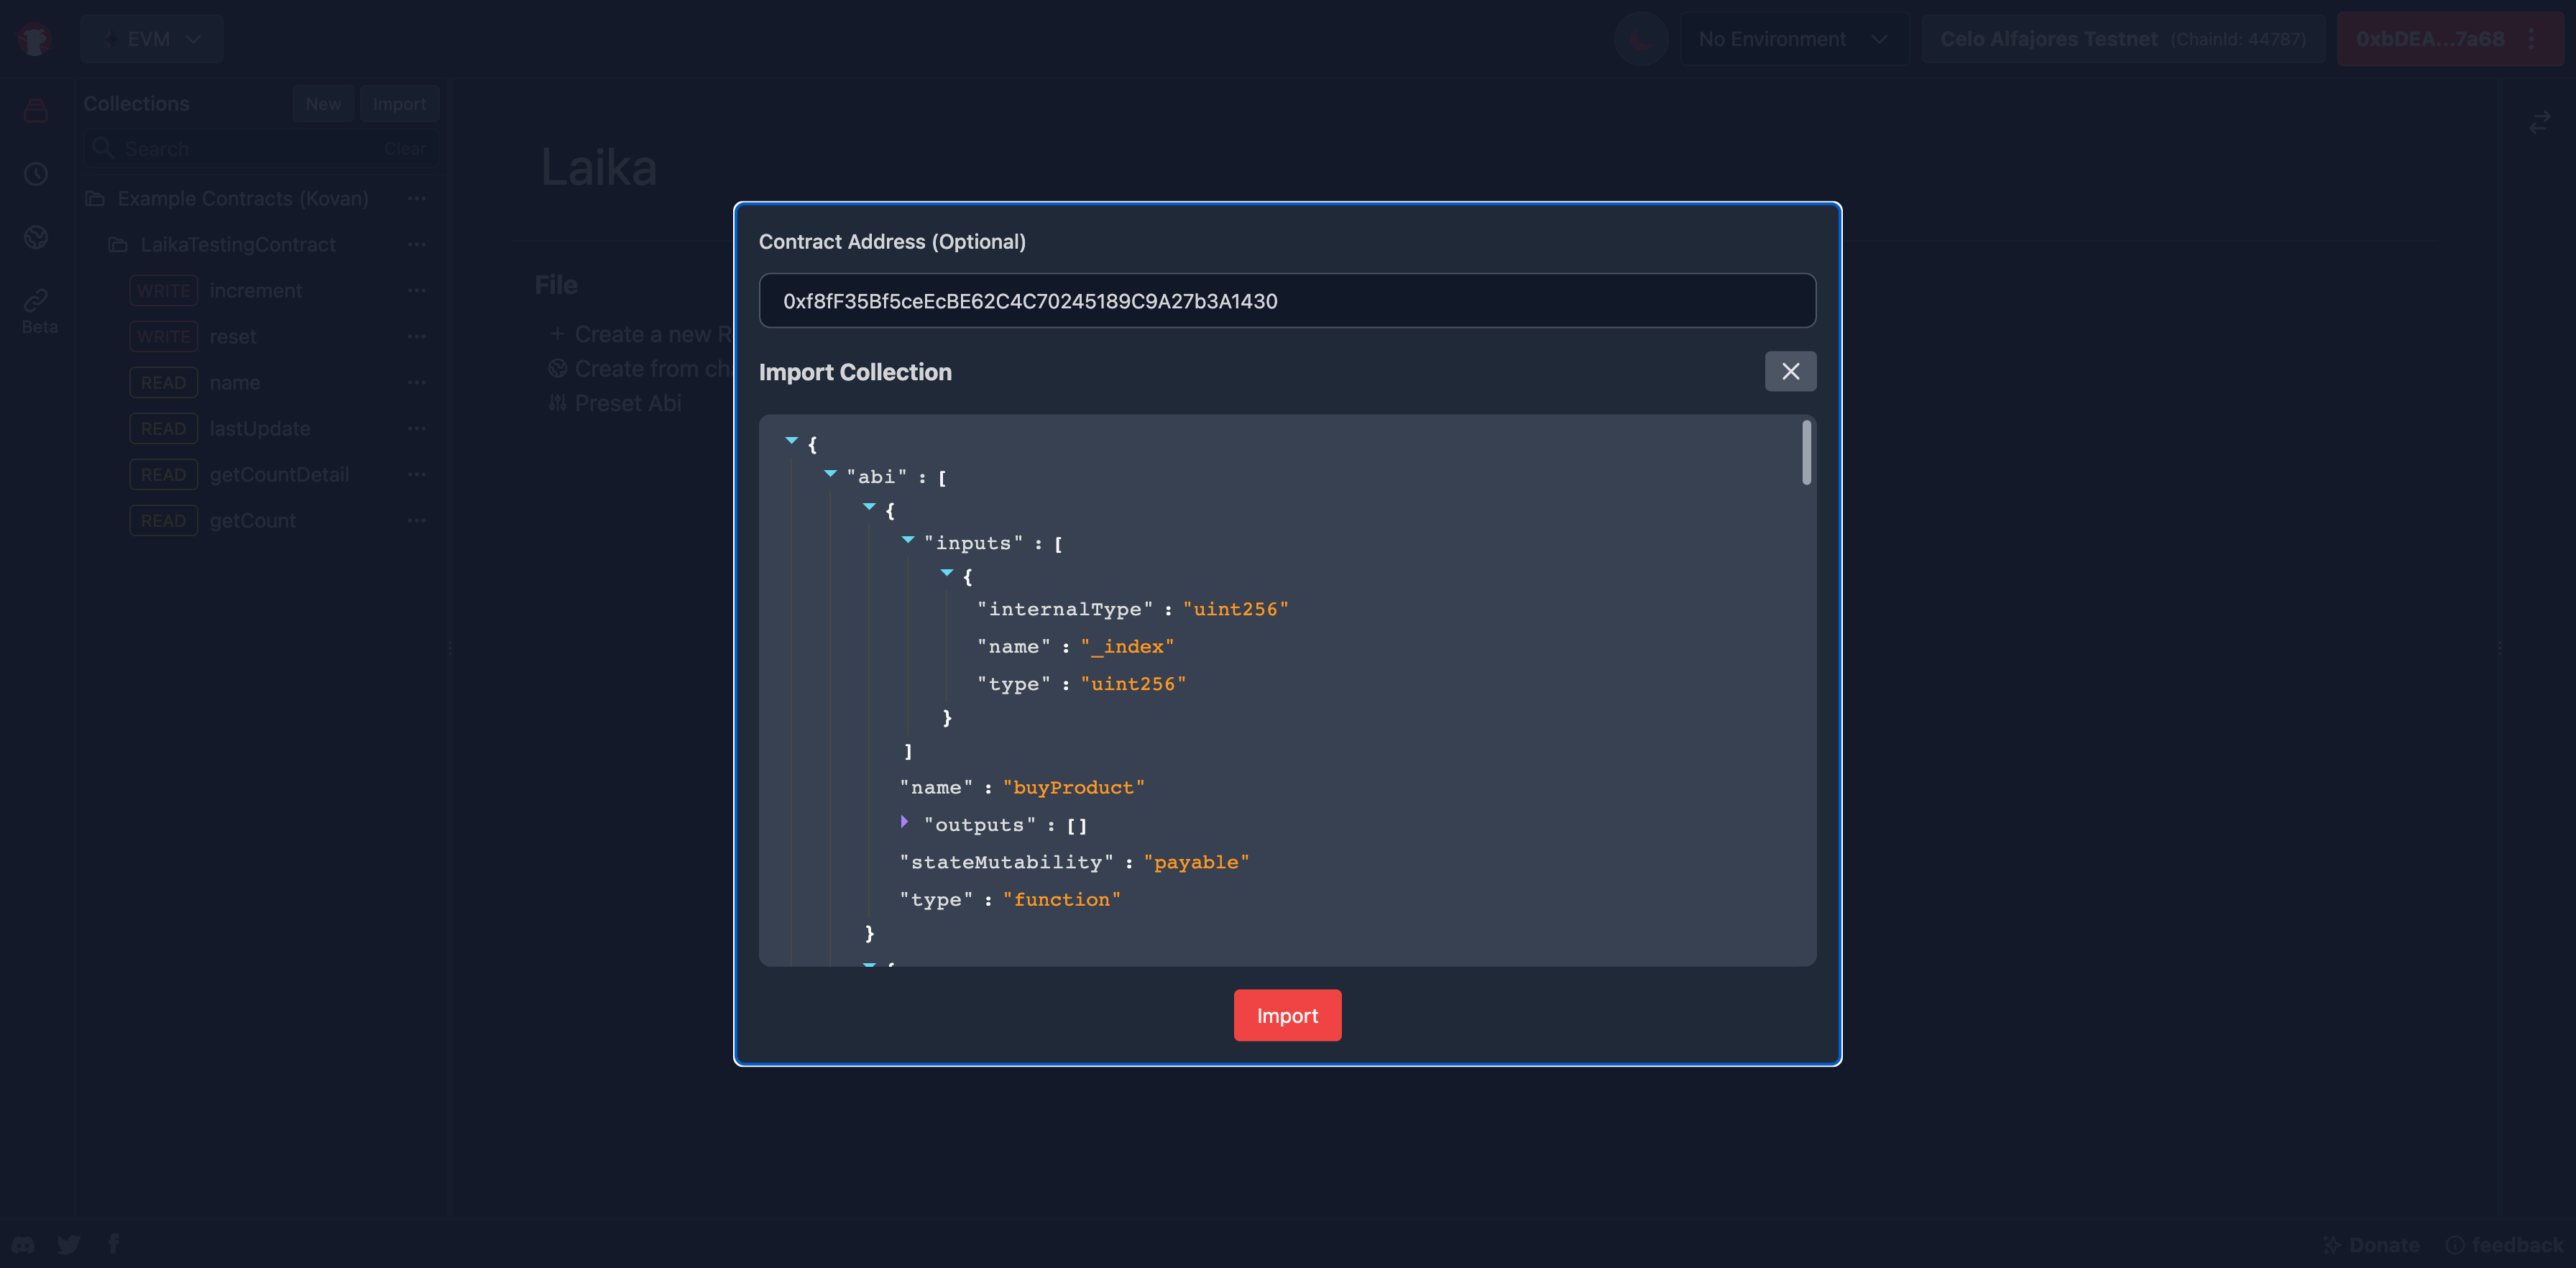 EVM
No Environment
Celo Alfajores Testnet (ChainId: 44787)
0xbDEA...7a68
Collections
New
Import
Search
Clear
Example Contracts (Kovan)
LaikaTestingContract
WRITE increment
WRITE reset
READ name
READ lastUpdate
READ getCountDetail
READ getCount
Beta
Laika
File
+ Create a new R
Create from ch
Preset Abi
Contract Address (Optional)
0xf8fF35Bf5ceEcBE62C4C70245189C9A27b3A1430
Import Collection
{
"abi" : [
{
"inputs" : [
{
"internalType" : "uint256"
"name" : "_index"
"type" : "uint256"
}
]
"name" : "buyProduct"
"outputs" : []
"stateMutability" : "payable"
"type" : "function"
}
{
Import
Donate
feedback